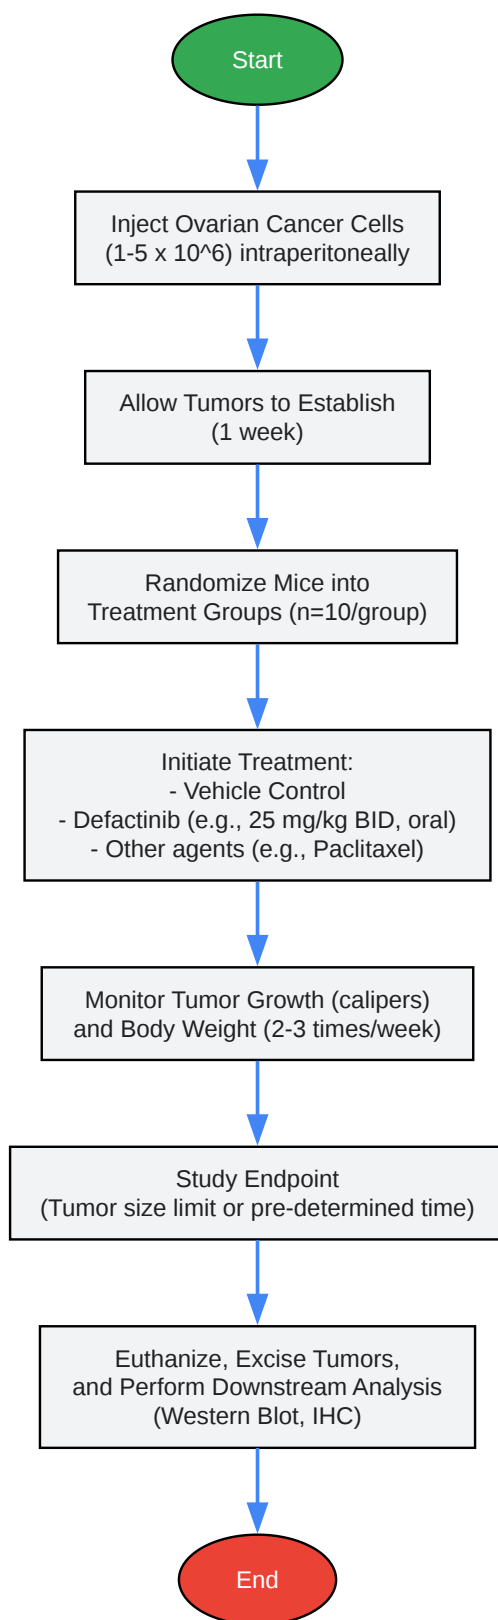 Start
Inject Ovarian Cancer Cells
(1-5 x 10^6) intraperitoneally
Allow Tumors to Establish
(1 week)
Randomize Mice into
Treatment Groups (n=10/group)
Initiate Treatment:
- Vehicle Control
- Defactinib (e.g., 25 mg/kg BID, oral)
- Other agents (e.g., Paclitaxel)
Monitor Tumor Growth (calipers)
and Body Weight (2-3 times/week)
Study Endpoint
(Tumor size limit or pre-determined time)
Euthanize, Excise Tumors,
and Perform Downstream Analysis
(Western Blot, IHC)
End